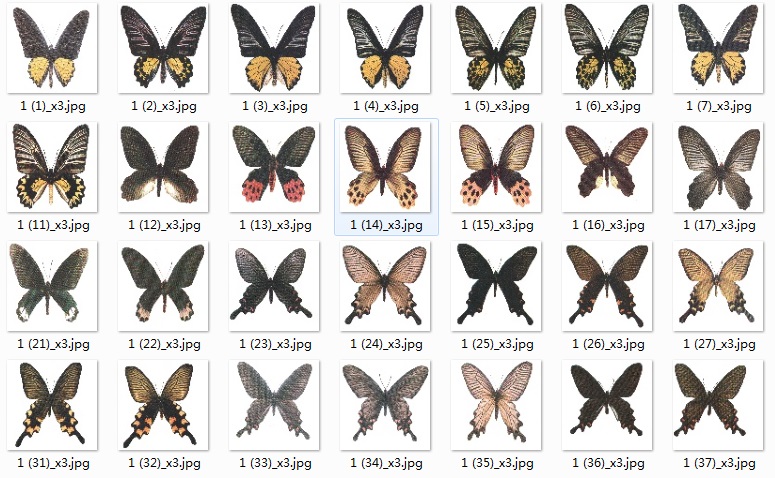 1 (1)_x3.jpg
1 (2)_x3.jpg
1 (3)_x3.jpg
1 (4)_x3.jpg
1 (5)_x3.jpg
1 (6)_x3.jpg
1 (7)_x3.jpg
1 (11)_x3.jpg
1 (12)_x3.jpg
1 (13)_x3.jpg
1 (14)_x3.jpg
1 (15)_x3.jpg
1 (16)_x3.jpg
1 (17)_x3.jpg
1 (21)_x3.jpg
1 (22)_x3.jpg
1 (23)_x3.jpg
1 (24)_x3.jpg
1 (25)_x3.jpg
1 (26)_x3.jpg
1 (27)_x3.jpg
1 (31)_x3.jpg
1 (32)_x3.jpg
1 (33)_x3.jpg
1 (34)_x3.jpg
1 (35)_x3.jpg
1 (36)_x3.jpg
1 (37)_x3.jpg